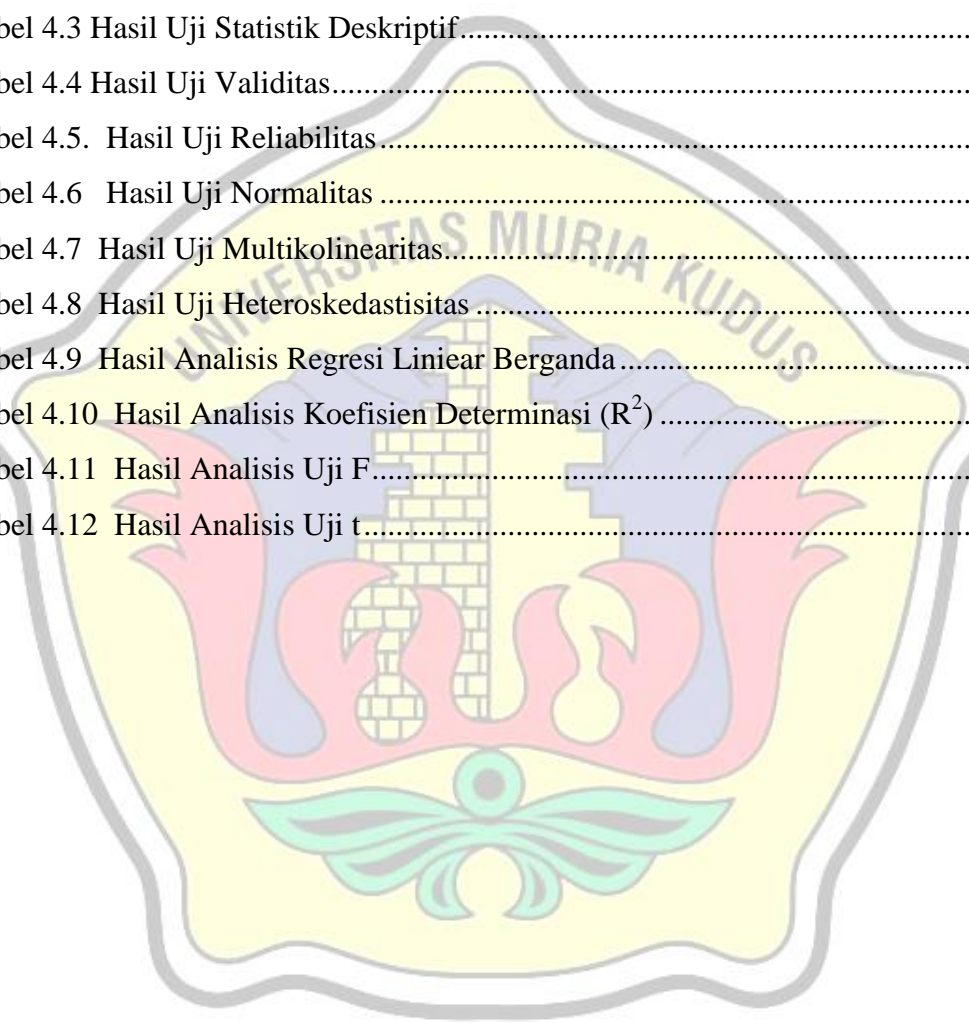 bel 4.3 Hasil Uji Statistik Deskriptif..........................................................................
bel 4.4 Hasil Uji Validitas..........................................................................................
bel 4.5.  Hasil Uji Reliabilitas....................................................................................
bel 4.6   Hasil Uji Normalitas....................................................................................
bel 4.7  Hasil Uji Multikolinearitas............................................................................
bel 4.8  Hasil Uji Heteroskedastisitas........................................................................
bel 4.9  Hasil Analisis Regresi Liniear Berganda.......................................................
bel 4.10  Hasil Analisis Koefisien Determinasi (R²)..................................................
bel 4.11  Hasil Analisis Uji F.....................................................................................
bel 4.12  Hasil Analisis Uji t......................................................................................
UNIVERSITAS MURIA KUDUS